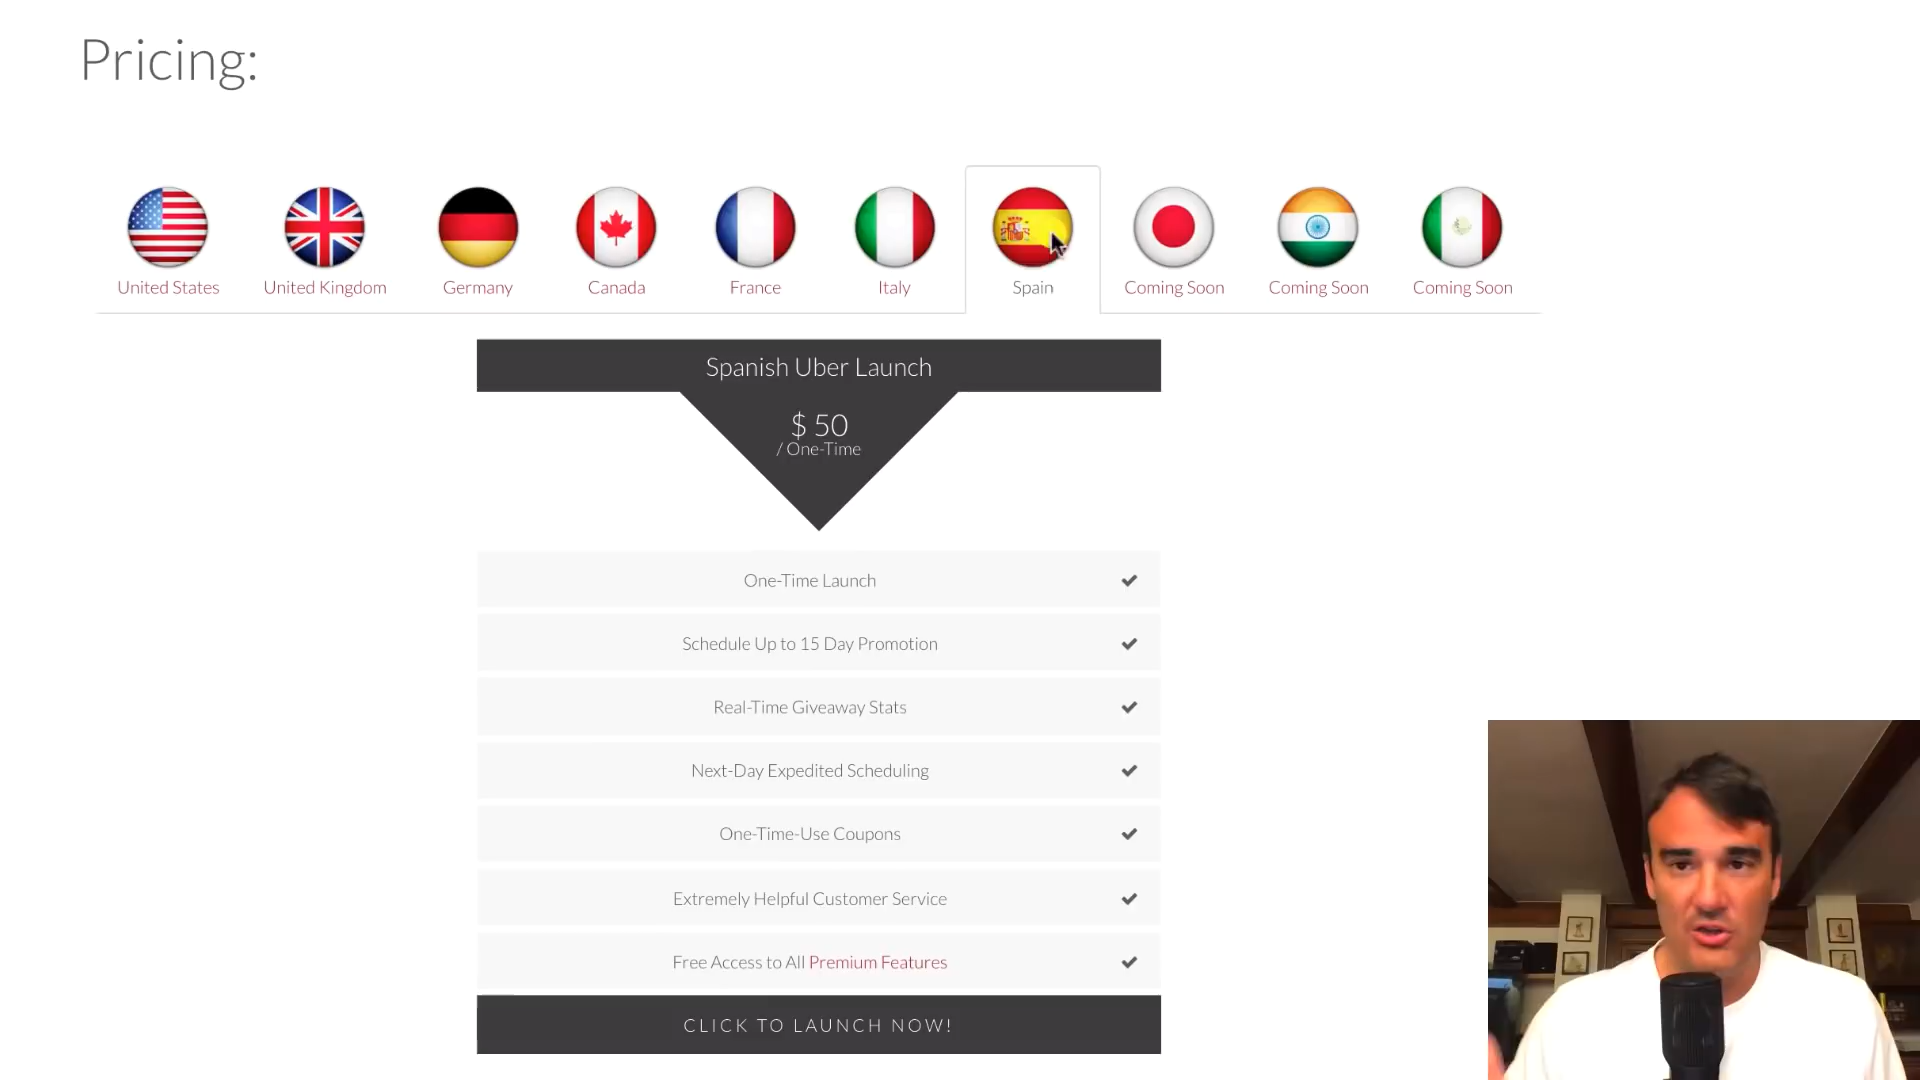 Pricing:
United States
United Kingdom
Germany
Canada
France
Italy
Spain
Coming Soon
Coming Soon
Coming Soon
Spanish Uber Launch
$ 50
/ One-Time
One-Time Launch
Schedule Up to 15 Day Promotion
Real-Time Giveaway Stats
Next-Day Expedited Scheduling
One-Time-Use Coupons
Extremely Helpful Customer Service
Free Access to All Premium Features
CLICK TO LAUNCH NOW!